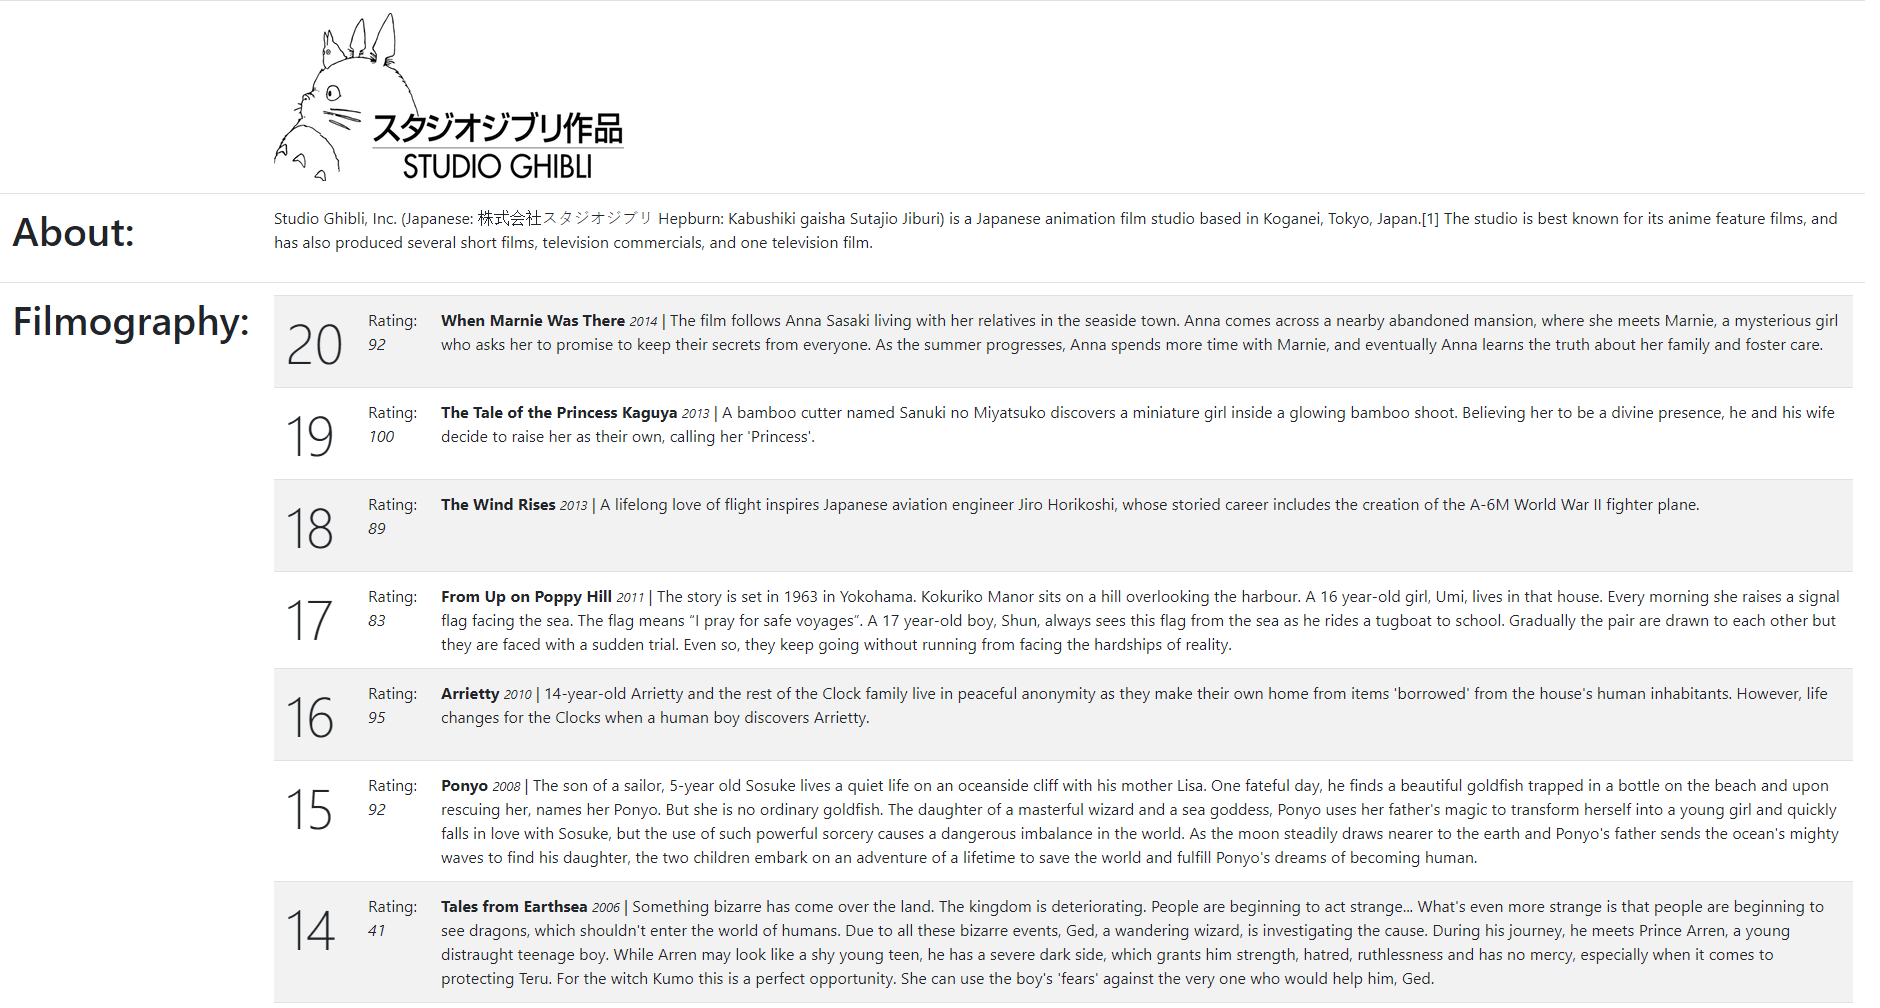 スタジオジブリ作品
STUDIO GHIBLI
About:
Studio Ghibli, Inc. (Japanese: 株式会社スタジオジブリ Hepburn: Kabushiki gaisha Sutajio Jiburi) is a Japanese animation film studio based in Koganei, Tokyo, Japan.[1] The studio is best known for its anime feature films, and
has also produced several short films, television commercials, and one television film.
Filmography:
20
Rating:
92
When Marnie Was There 2014 | The film follows Anna Sasaki living with her relatives in the seaside town. Anna comes across a nearby abandoned mansion, where she meets Marnie, a mysterious girl
who asks her to promise to keep their secrets from everyone. As the summer progresses, Anna spends more time with Marnie, and eventually Anna learns the truth about her family and foster care.
19
Rating:
100
The Tale of the Princess Kaguya 2013 | A bamboo cutter named Sanuki no Miyatsuko discovers a miniature girl inside a glowing bamboo shoot. Believing her to be a divine presence, he and his wife
decide to raise her as their own, calling her 'Princess'.
18
Rating:
89
The Wind Rises 2013 | A lifelong love of flight inspires Japanese aviation engineer Jiro Horikoshi, whose storied career includes the creation of the A-6M World War II fighter plane.
17
Rating:
83
From Up on Poppy Hill 2011 | The story is set in 1963 in Yokohama. Kokuriko Manor sits on a hill overlooking the harbour. A 16 year-old girl, Umi, lives in that house. Every morning she raises a signal
flag facing the sea. The flag means “I pray for safe voyages”. A 17 year-old boy, Shun, always sees this flag from the sea as he rides a tugboat to school. Gradually the pair are drawn to each other but
they are faced with a sudden trial. Even so, they keep going without running from facing the hardships of reality.
16
Rating:
95
Arrietty 2010 | 14-year-old Arrietty and the rest of the Clock family live in peaceful anonymity as they make their own home from items 'borrowed' from the house's human inhabitants. However, life
changes for the Clocks when a human boy discovers Arrietty.
15
Rating:
92
Ponyo 2008 | The son of a sailor, 5-year old Sosuke lives a quiet life on an oceanside cliff with his mother Lisa. One fateful day, he finds a beautiful goldfish trapped in a bottle on the beach and upon
rescuing her, names her Ponyo. But she is no ordinary goldfish. The daughter of a masterful wizard and a sea goddess, Ponyo uses her father's magic to transform herself into a young girl and quickly
falls in love with Sosuke, but the use of such powerful sorcery causes a dangerous imbalance in the world. As the moon steadily draws nearer to the earth and Ponyo's father sends the ocean's mighty
waves to find his daughter, the two children embark on an adventure of a lifetime to save the world and fulfill Ponyo's dreams of becoming human.
14
Rating:
41
Tales from Earthsea 2006 | Something bizarre has come over the land. The kingdom is deteriorating. People are beginning to act strange... What's even more strange is that people are beginning to
see dragons, which shouldn't enter the world of humans. Due to all these bizarre events, Ged, a wandering wizard, is investigating the cause. During his journey, he meets Prince Arren, a young
distraught teenage boy. While Arren may look like a shy young teen, he has a severe dark side, which grants him strength, hatred, ruthlessness and has no mercy, especially when it comes to
protecting Teru. For the witch Kumo this is a perfect opportunity. She can use the boy's 'fears' against the very one who would help him, Ged.